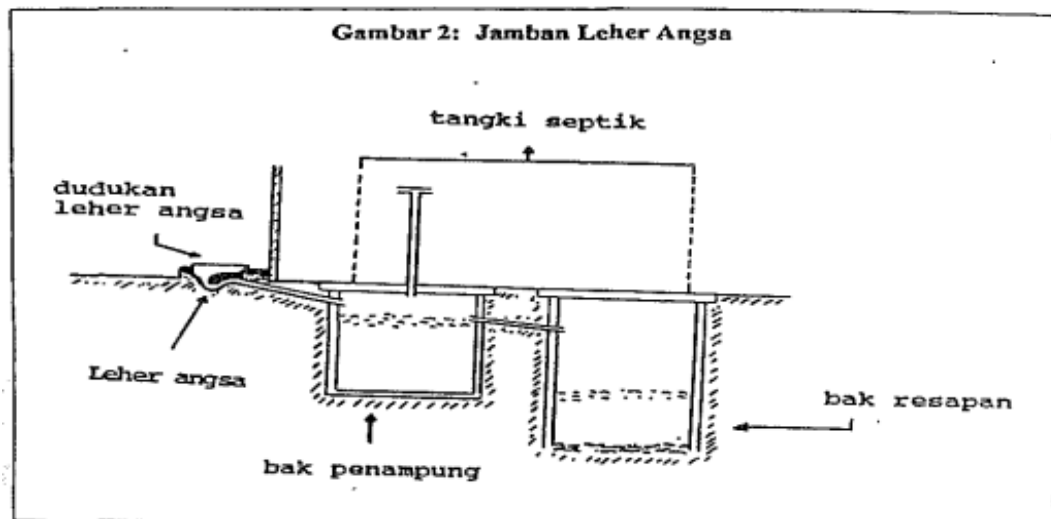 Gambar 2: Jamban Leher Angsa
tangki septik
dudukan
leher angsa
Leher angsa
bak resapan
bak penampung